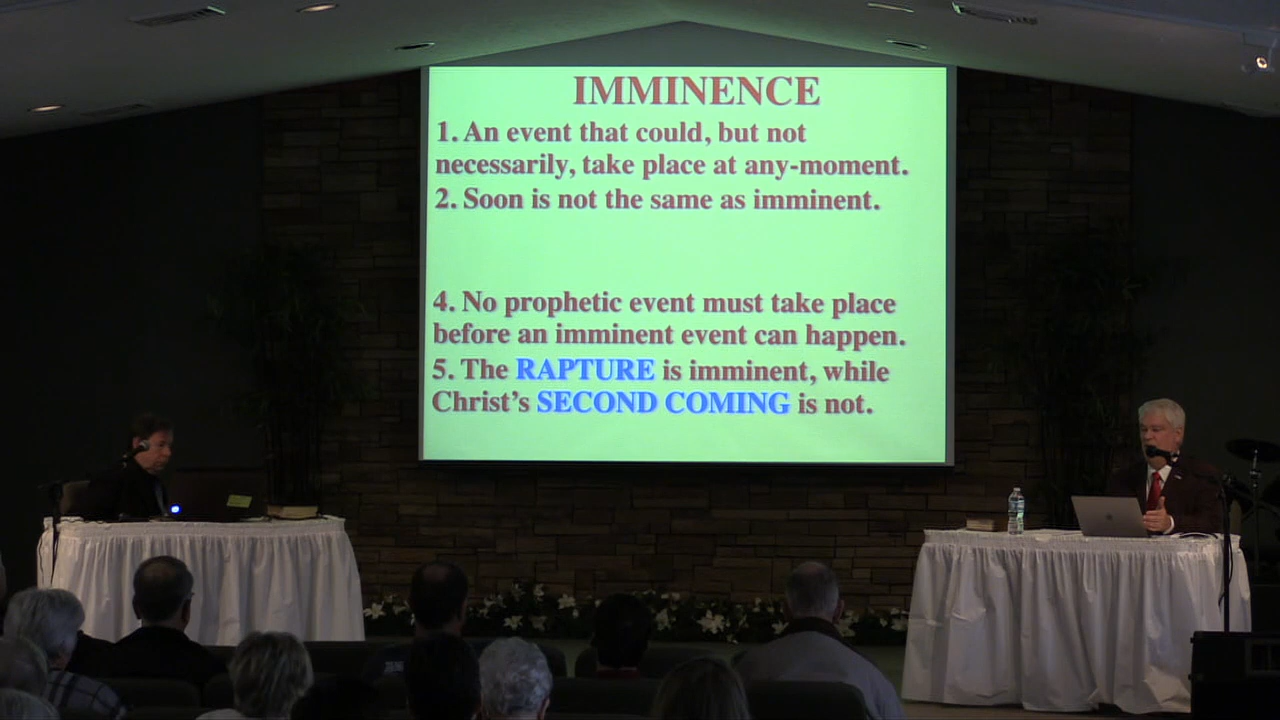 IMMINENCE
1. An event that could, but not
necessarily, take place at any-moment.
2. Soon is not the same as imminent.
4. No prophetic event must take place
before an imminent event can happen.
5. The RAPTURE is imminent, while
Christ's SECOND COMING is not.